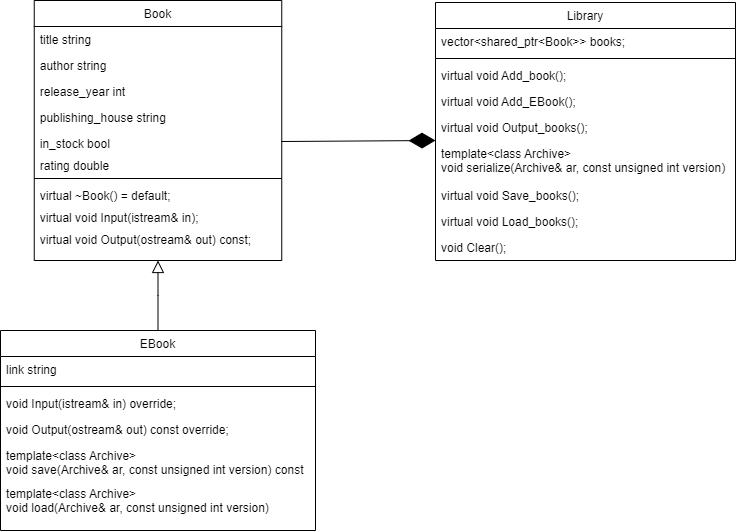 Book
title string
author string
release_year int
publishing_house string
in_stock bool
rating double
virtual ~Book() = default;
virtual void Input(istream& in);
virtual void Output(ostream& out) const;
Library
vector<shared_ptr<Book>> books;
virtual void Add_book();
virtual void Add_EBook();
virtual void Output_books();
template<class Archive>
void serialize(Archive& ar, const unsigned int version)
virtual void Save_books();
virtual void Load_books();
void Clear();
EBook
link string
void Input(istream& in) override;
void Output(ostream& out) const override;
template<class Archive>
void save(Archive& ar, const unsigned int version) const
template<class Archive>
void load(Archive& ar, const unsigned int version)